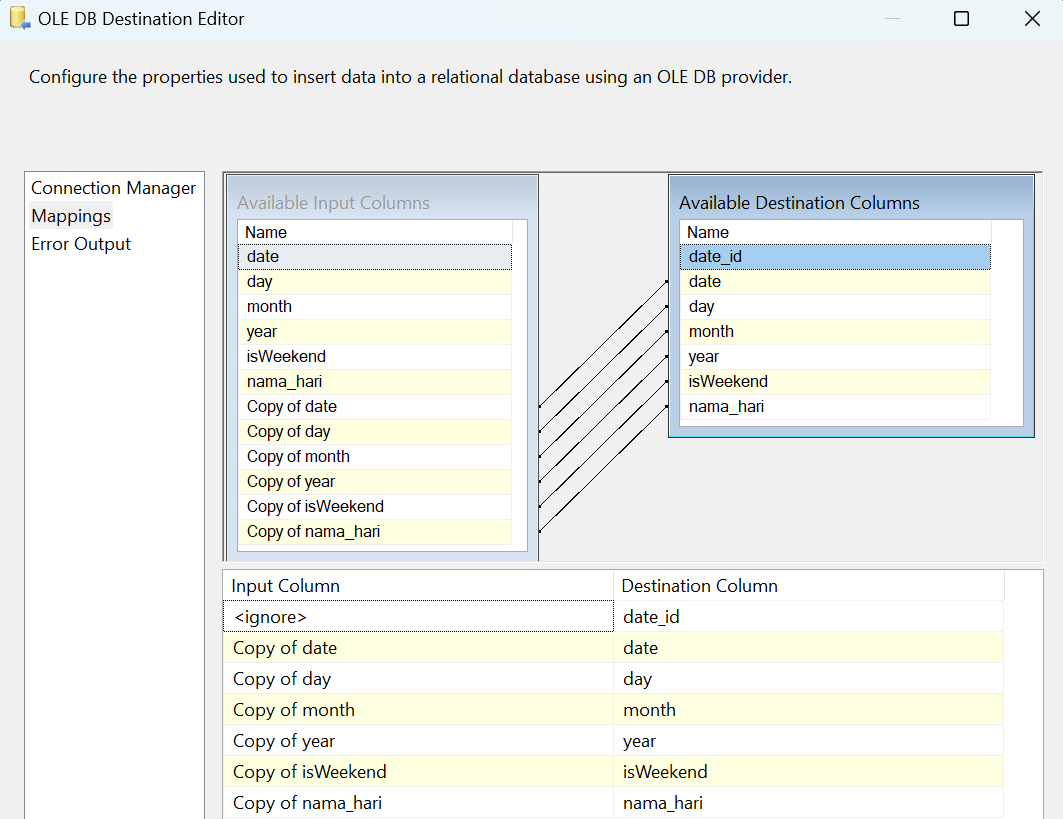 OLE DB Destination Editor
Configure the properties used to insert data into a relational database using an OLE DB provider.
Connection Manager
Mappings
Error Output
Available Input Columns
Name
date
day
month
year
isWeekend
nama_hari
Copy of date
Copy of day
Copy of month
Copy of year
Copy of isWeekend
Copy of nama_hari
Available Destination Columns
Name
date_id
date
day
month
year
isWeekend
nama_hari
Input Column Destination Column
<ignore> date_id
Copy of date date
Copy of day day
Copy of month month
Copy of year year
Copy of isWeekend isWeekend
Copy of nama_hari nama_hari